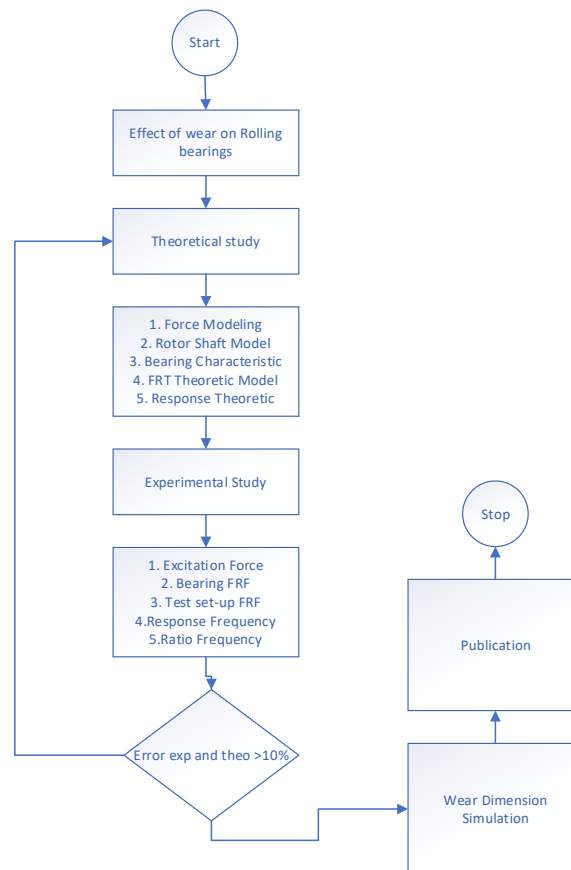 Start
Effect of wear on Rolling
bearings
Theoretical study
1. Force Modeling
2. Rotor Shaft Model
3. Bearing Characteristic
4. FRT Theoretic Model
5. Response Theoretic
Experimental Study
1. Excitation Force
2. Bearing FRF
3. Test set-up FRF
4.Response Frequency
5.Ratio Frequency
Error exp and theo >10%
Wear Dimension
Simulation
Publication
Stop